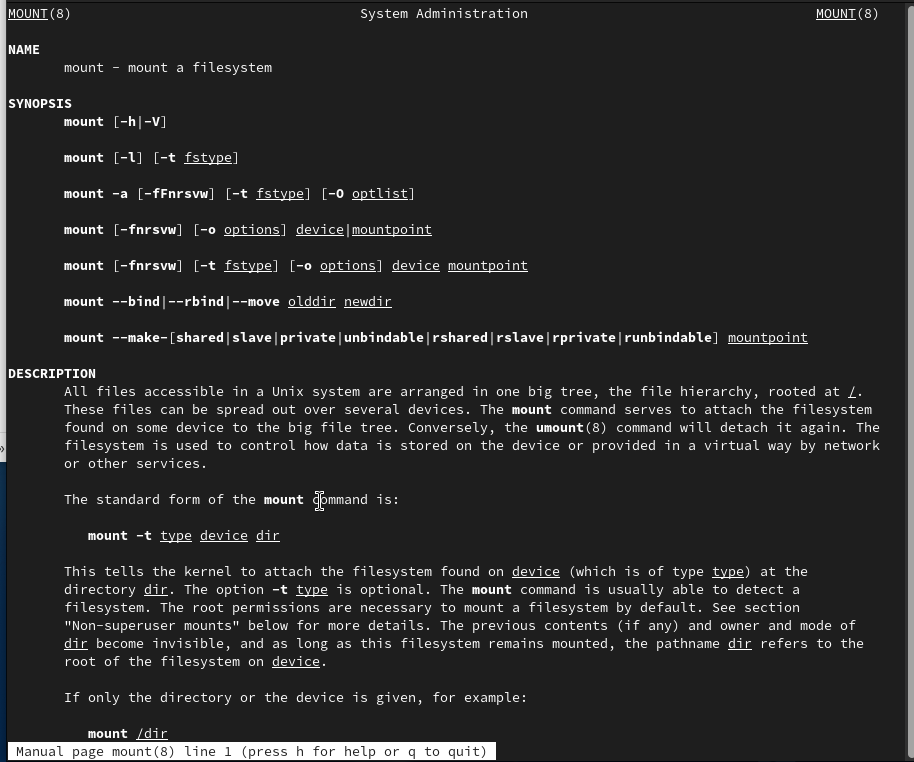 MOUNT(8) System Administration MOUNT(8)
NAME
mount - mount a filesystem
SYNOPSIS
mount [-h|-V]
mount [-l] [-t fstype]
mount -a [-fFnrsvw] [-t fstype] [-O optlist]
mount [-fnrsvw] [-o options] device|mountpoint
mount [-fnrsvw] [-t fstype] [-o options] device mountpoint
mount --bind|--rbind|--move olddir newdir
mount --make-[shared|slave|private|unbindable|rshared|rslave|rprivate|runbindable] mountpoint
DESCRIPTION
All files accessible in a Unix system are arranged in one big tree, the file hierarchy, rooted at /.
These files can be spread out over several devices. The mount command serves to attach the filesystem
found on some device to the big file tree. Conversely, the umount(8) command will detach it again. The
filesystem is used to control how data is stored on the device or provided in a virtual way by network
or other services.
The standard form of the mount command is:
mount -t type device dir
This tells the kernel to attach the filesystem found on device (which is of type type) at the
directory dir. The option -t type is optional. The mount command is usually able to detect a
filesystem. The root permissions are necessary to mount a filesystem by default. See section
"Non-superuser mounts" below for more details. The previous contents (if any) and owner and mode of
dir become invisible, and as long as this filesystem remains mounted, the pathname dir refers to the
root of the filesystem on device.
If only the directory or the device is given, for example:
mount /dir
Manual page mount(8) line 1 (press h for help or q to quit)